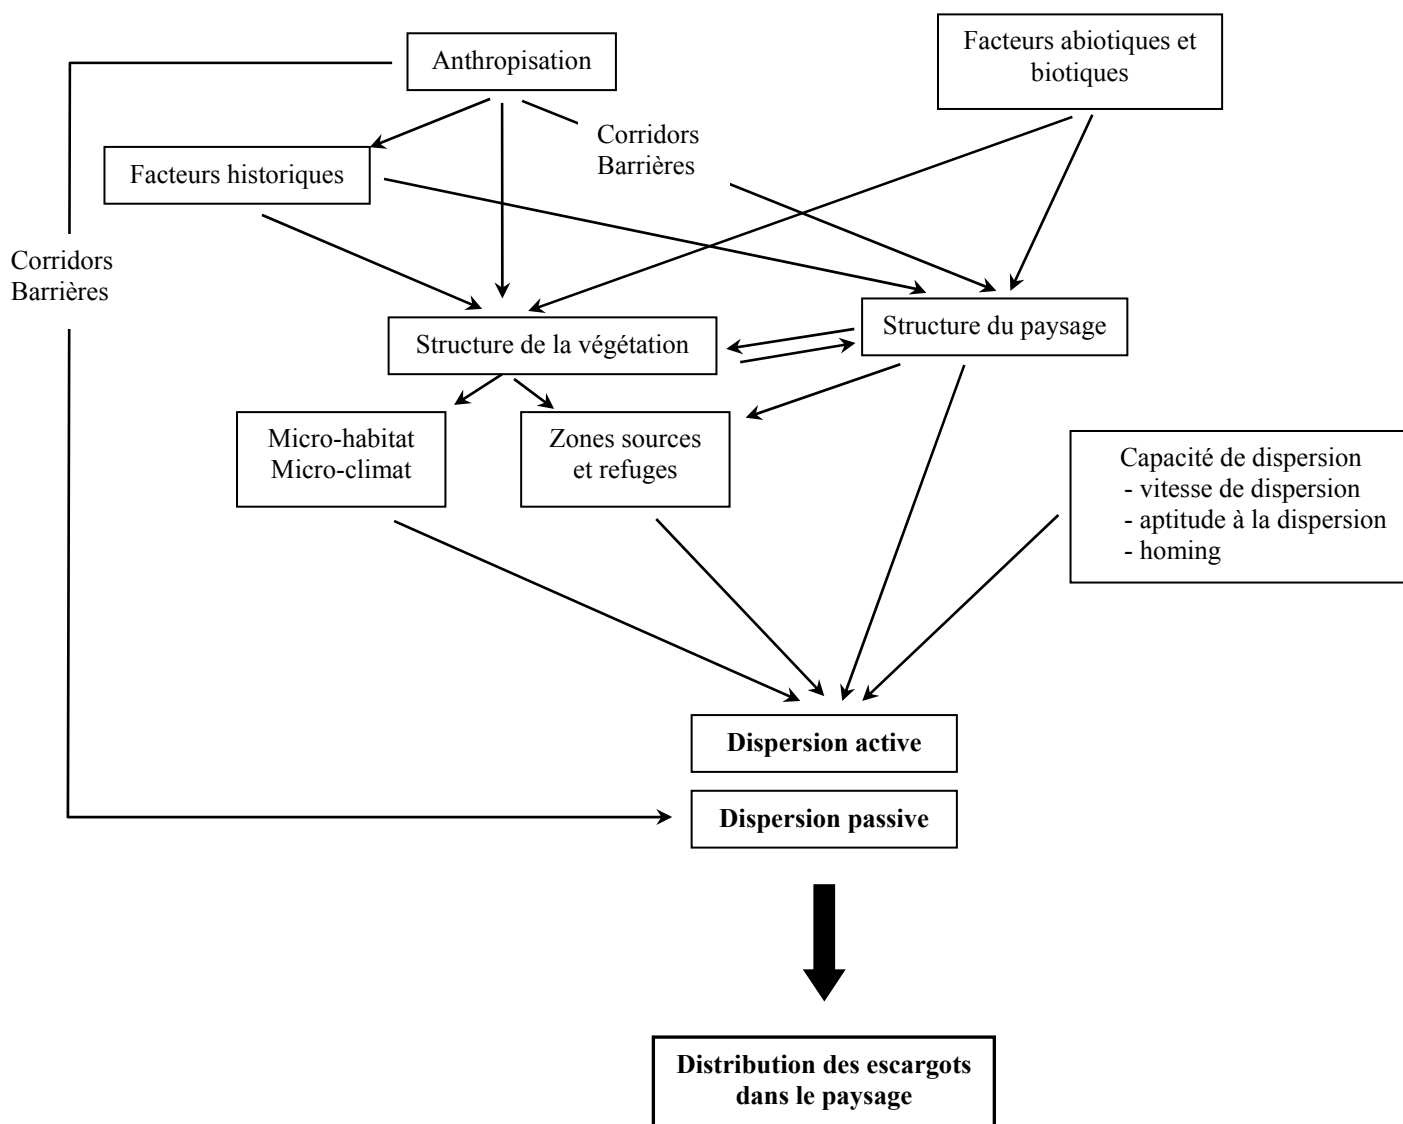 Anthropisation
Facteurs abiotiques et
biotiques
Corridors
Barrières
Facteurs historiques
Corridors
Barrières
Structure de la végétation
Structure du paysage
Micro-habitat
Micro-climat
Zones sources
et refuges
Capacité de dispersion
- vitesse de dispersion
- aptitude à la dispersion
- homing
Dispersion active
Dispersion passive
Distribution des escargots
dans le paysage